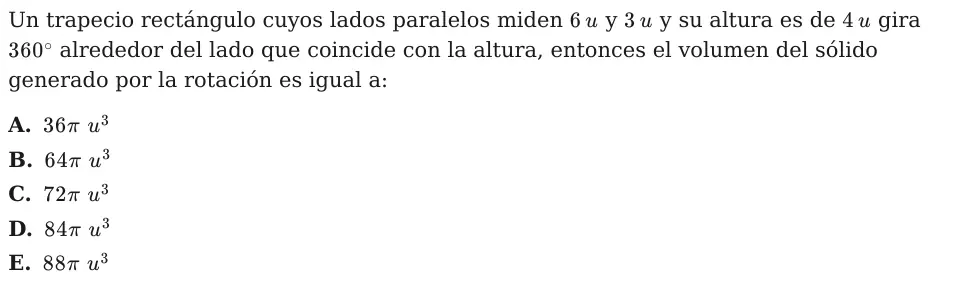 Un trapecio rectángulo cuyos lados paralelos miden 6 u y 3 u y su altura es de 4 u gira
360° alrededor del lado que coincide con la altura, entonces el volumen del sólido
generado por la rotación es igual a:
A. 36π u³
B. 64π u³
C. 72π u³
D. 84π u³
E. 88π u³